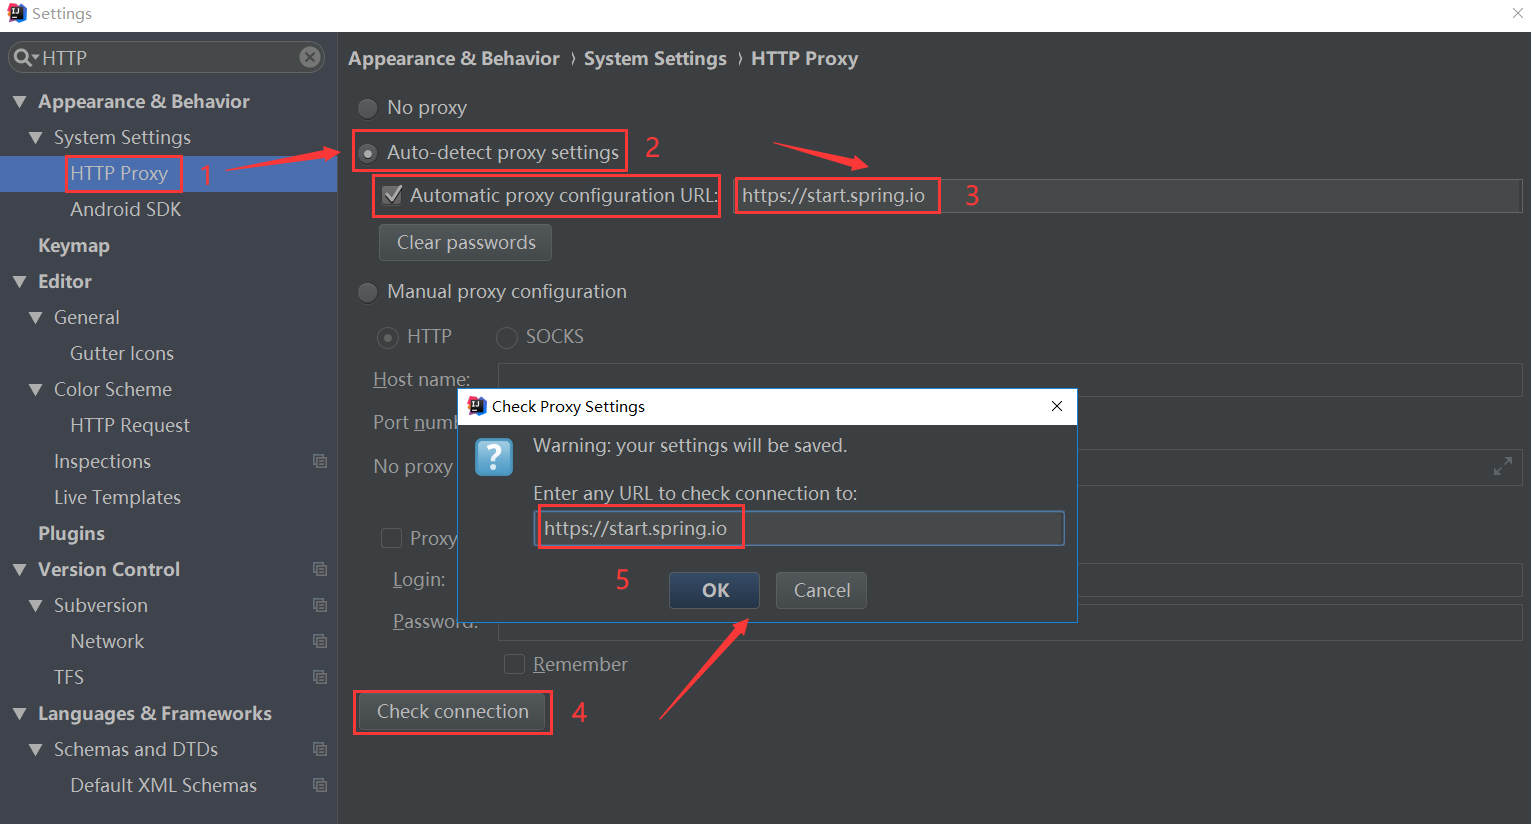 Settings
HTTP
Appearance & Behavior
System Settings
HTTP Proxy
1
Android SDK
Keymap
Editor
General
Gutter Icons
Color Scheme
HTTP Request
Inspections
Live Templates
Plugins
Version Control
Subversion
Network
TFS
Languages & Frameworks
Schemas and DTDs
Default XML Schemas
Appearance & Behavior › System Settings › HTTP Proxy
No proxy
Auto-detect proxy settings
2
Automatic proxy configuration URL: https://start.spring.io
3
Clear passwords
Manual proxy configuration
HTTP SOCKS
Host name:
Port numb
No proxy
Proxy
Login:
Password:
Remember
Check connection
4
Check Proxy Settings
Warning: your settings will be saved.
Enter any URL to check connection to:
https://start.spring.io
5
OK Cancel